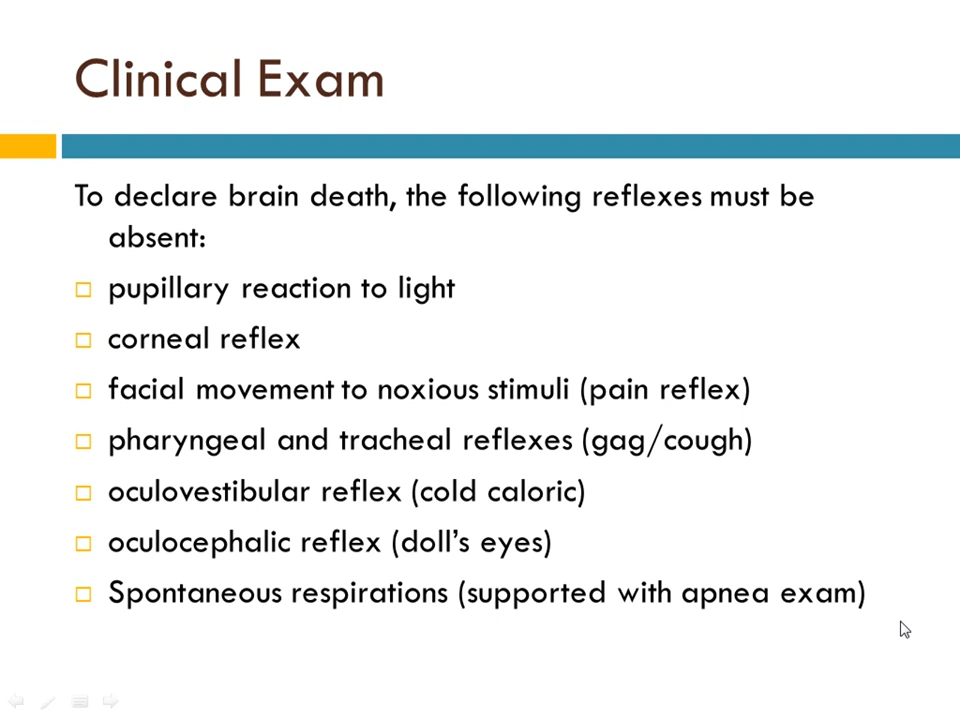 Clinical Exam
To declare brain death, the following reflexes must be
absent:
pupillary reaction to light
corneal reflex
facial movement to noxious stimuli (pain reflex)
pharyngeal and tracheal reflexes (gag/cough)
oculovestibular reflex (cold caloric)
oculocephalic reflex (doll's eyes)
Spontaneous respirations (supported with apnea exam)